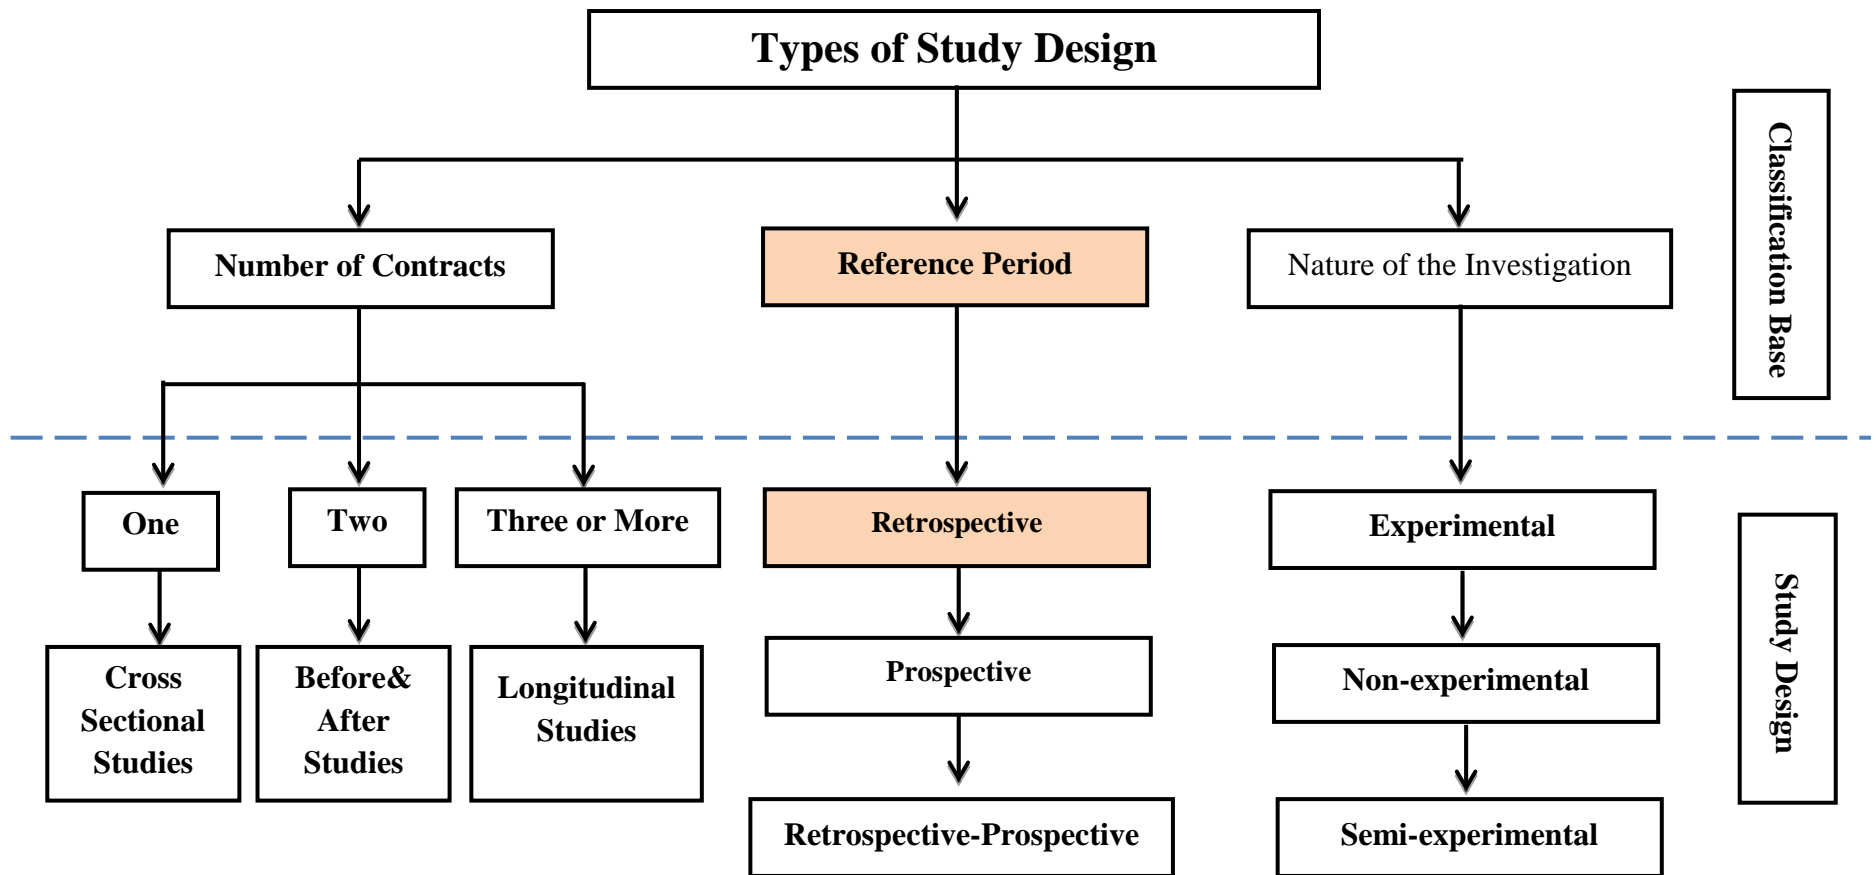 Types of Study Design
Classification Base
Number of Contracts
Reference Period
Nature of the Investigation
One
Two
Three or More
Retrospective
Experimental
Study Design
Cross
Sectional
Studies
Before&
After
Studies
Longitudinal
Studies
Prospective
Non-experimental
Retrospective-Prospective
Semi-experimental